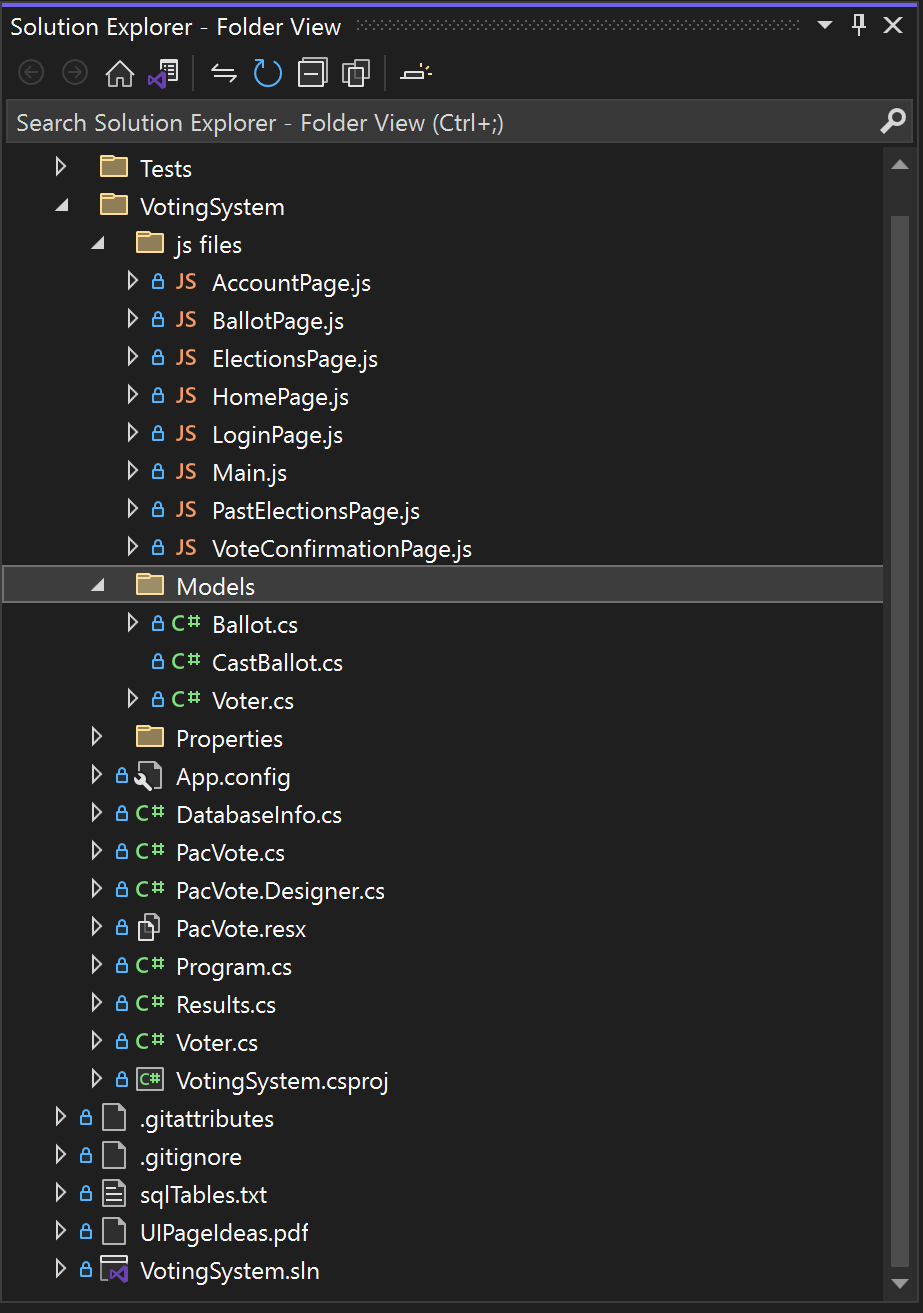 Solution Explorer - Folder View
Search Solution Explorer - Folder View (Ctrl+;)
Tests
VotingSystem
js files
JS AccountPage.js
JS BallotPage.js
JS ElectionsPage.js
JS HomePage.js
JS LoginPage.js
JS Main.js
JS PastElectionsPage.js
JS VoteConfirmationPage.js
Models
C# Ballot.cs
C# CastBallot.cs
C# Voter.cs
Properties
App.config
C# DatabaseInfo.cs
C# PacVote.cs
C# PacVote.Designer.cs
PacVote.resx
C# Program.cs
C# Results.cs
C# Voter.cs
C# VotingSystem.csproj
.gitattributes
.gitignore
sqlTables.txt
UIPageIdeas.pdf
VotingSystem.sln